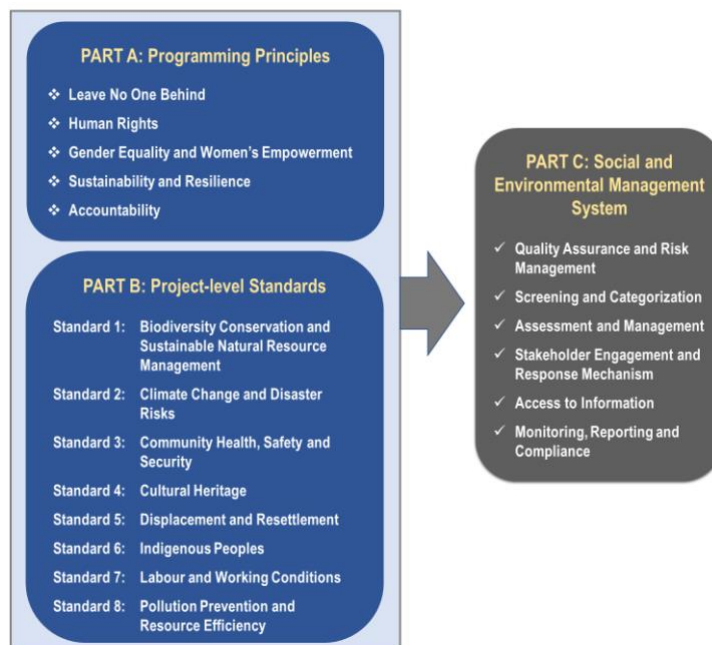 PART A: Programming Principles
❖ Leave No One Behind
❖ Human Rights
❖ Gender Equality and Women's Empowerment
❖ Sustainability and Resilience
❖ Accountability
PART B: Project-level Standards
Standard 1: Biodiversity Conservation and
Sustainable Natural Resource
Management
Standard 2: Climate Change and Disaster
Risks
Standard 3: Community Health, Safety and
Security
Standard 4: Cultural Heritage
Standard 5: Displacement and Resettlement
Standard 6: Indigenous Peoples
Standard 7: Labour and Working Conditions
Standard 8: Pollution Prevention and
Resource Efficiency
PART C: Social and
Environmental Management
System
✓ Quality Assurance and Risk
Management
✓ Screening and Categorization
✓ Assessment and Management
✓ Stakeholder Engagement and
Response Mechanism
✓ Access to Information
✓ Monitoring, Reporting and
Compliance